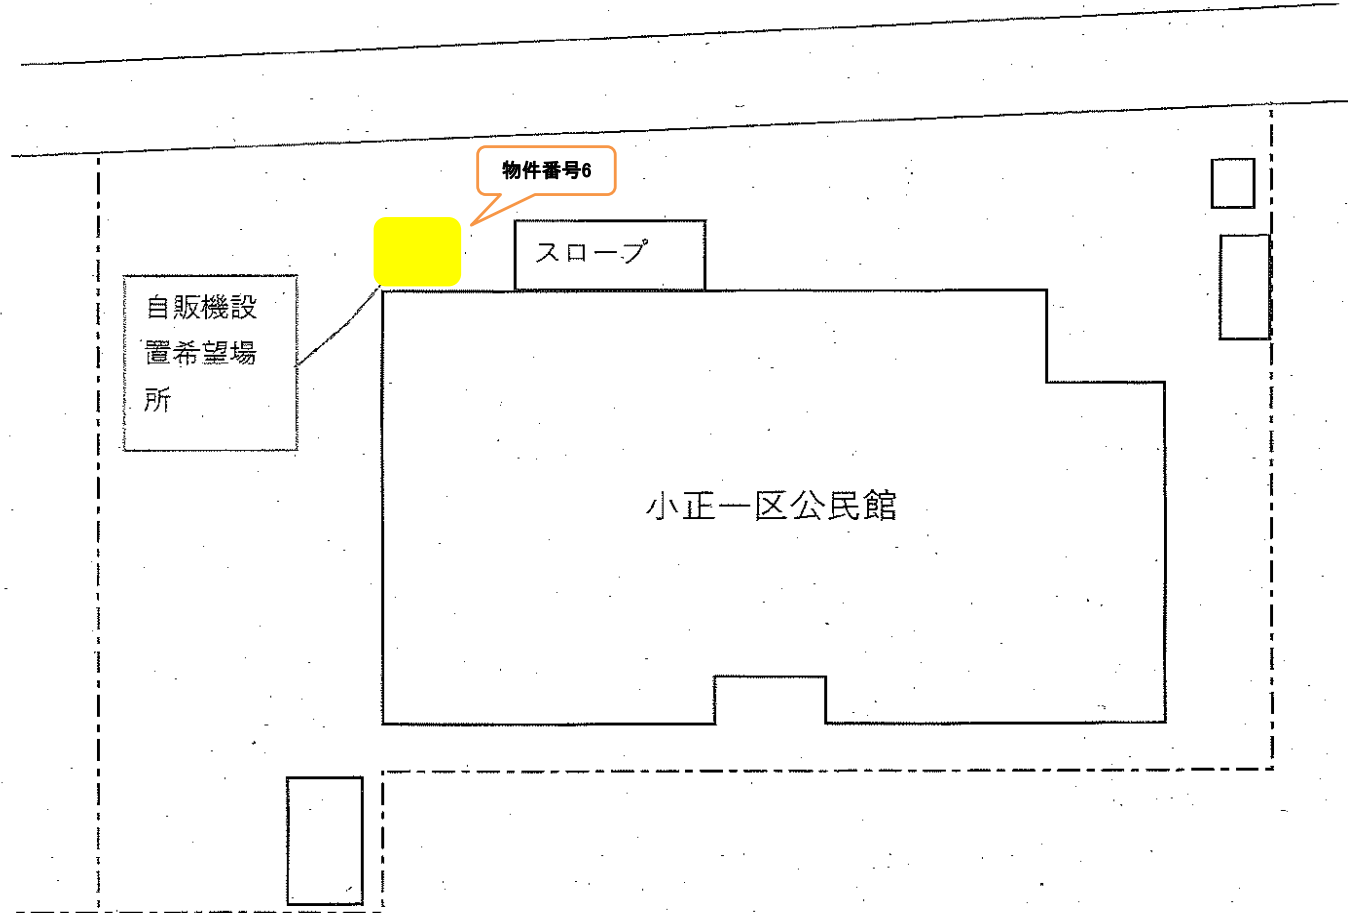 物件番号6
スロープ
自販機設
置希望場
所
小正一区公民館